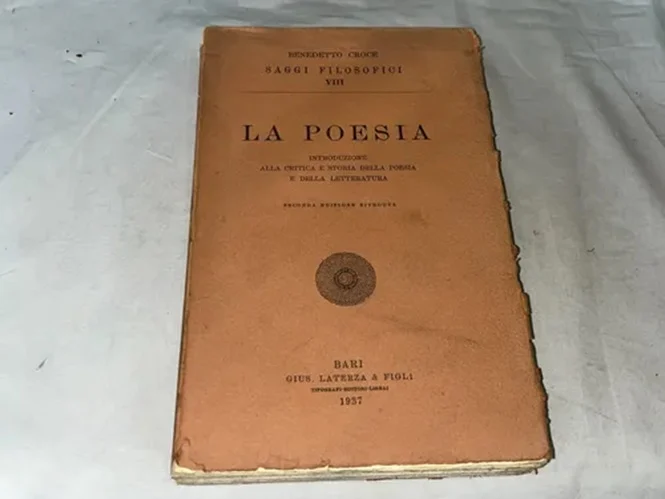 BENEDETTO CROCE
SAGGI FILOSOFICI
VIII
LA POESIA
INTRODUZIONE
ALLA CRITICA E STORIA DELLA POESIA
E DELLA LETTERATURA
SECONDA EDIZIONE RIVEDUTA
BARI
GIUS. LATERZA & FIGLI
TIPOGRAFI-EDITORI-LIBRAI
1937